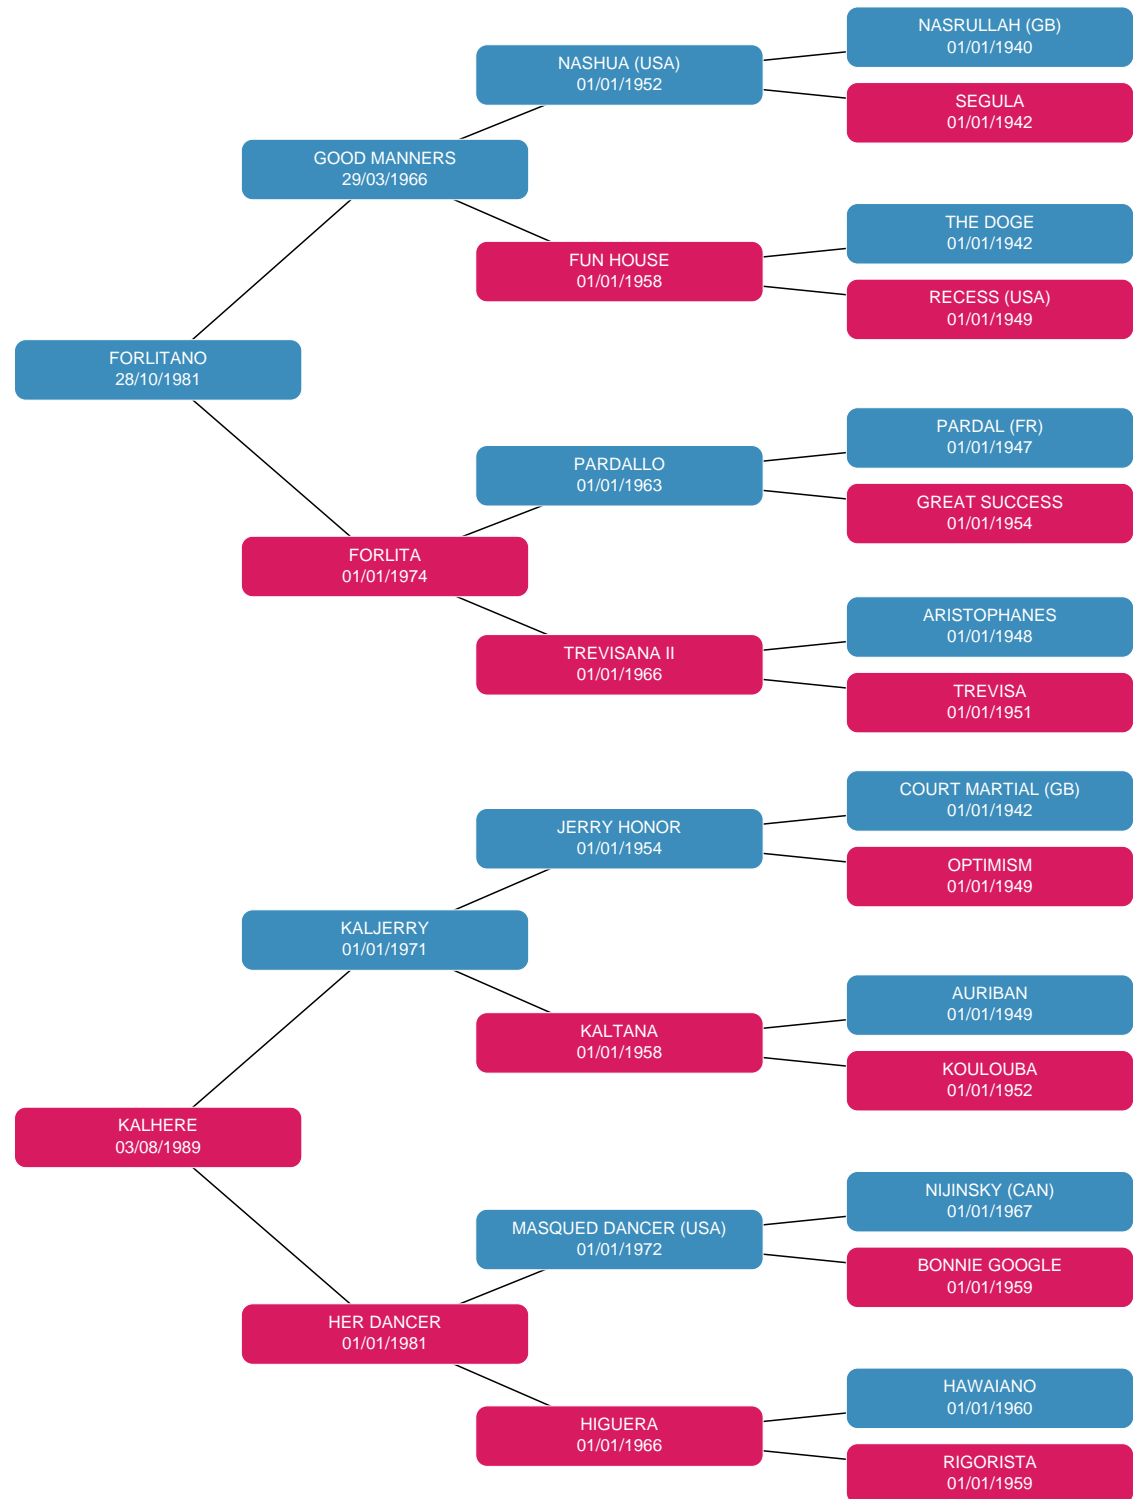 NASRULLAH (GB)
01/01/1940
NASHUA (USA)
01/01/1952
SEGULA
01/01/1942
GOOD MANNERS
29/03/1966
THE DOGE
01/01/1942
FUN HOUSE
01/01/1958
RECESS (USA)
01/01/1949
FORLITANO
28/10/1981
PARDAL (FR)
01/01/1947
PARDALLO
01/01/1963
GREAT SUCCESS
01/01/1954
FORLITA
01/01/1974
ARISTOPHANES
01/01/1948
TREVISANA II
01/01/1966
TREVISA
01/01/1951
COURT MARTIAL (GB)
01/01/1942
JERRY HONOR
01/01/1954
OPTIMISM
01/01/1949
KALJERRY
01/01/1971
AURIBAN
01/01/1949
KALTANA
01/01/1958
KOULOUBA
01/01/1952
KALHERE
03/08/1989
NIJINSKY (CAN)
01/01/1967
MASQUED DANCER (USA)
01/01/1972
BONNIE GOOGLE
01/01/1959
HER DANCER
01/01/1981
HAWAIANO
01/01/1960
HIGUERA
01/01/1966
RIGORISTA
01/01/1959